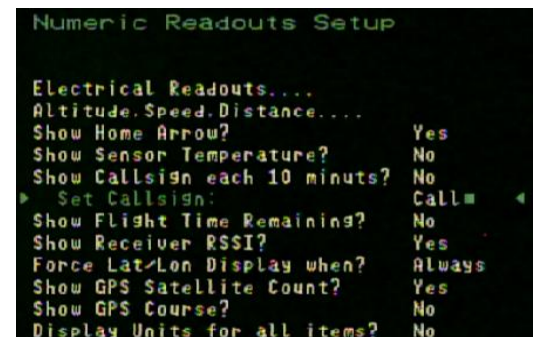 Numeric Readouts Setup
Electrical Readouts....
Altitude.Speed.Distance....
Show Home Arrow? Yes
Show Sensor Temperature? No
Show Callsign each 10 minuts? No
Set Callsign: Call
Show Flight Time Remaining? No
Show Receiver RSSI? Yes
Force Lat/Lon Display when? Always
Show GPS Satellite Count? Yes
Show GPS Course? No
Display Units for all items? No